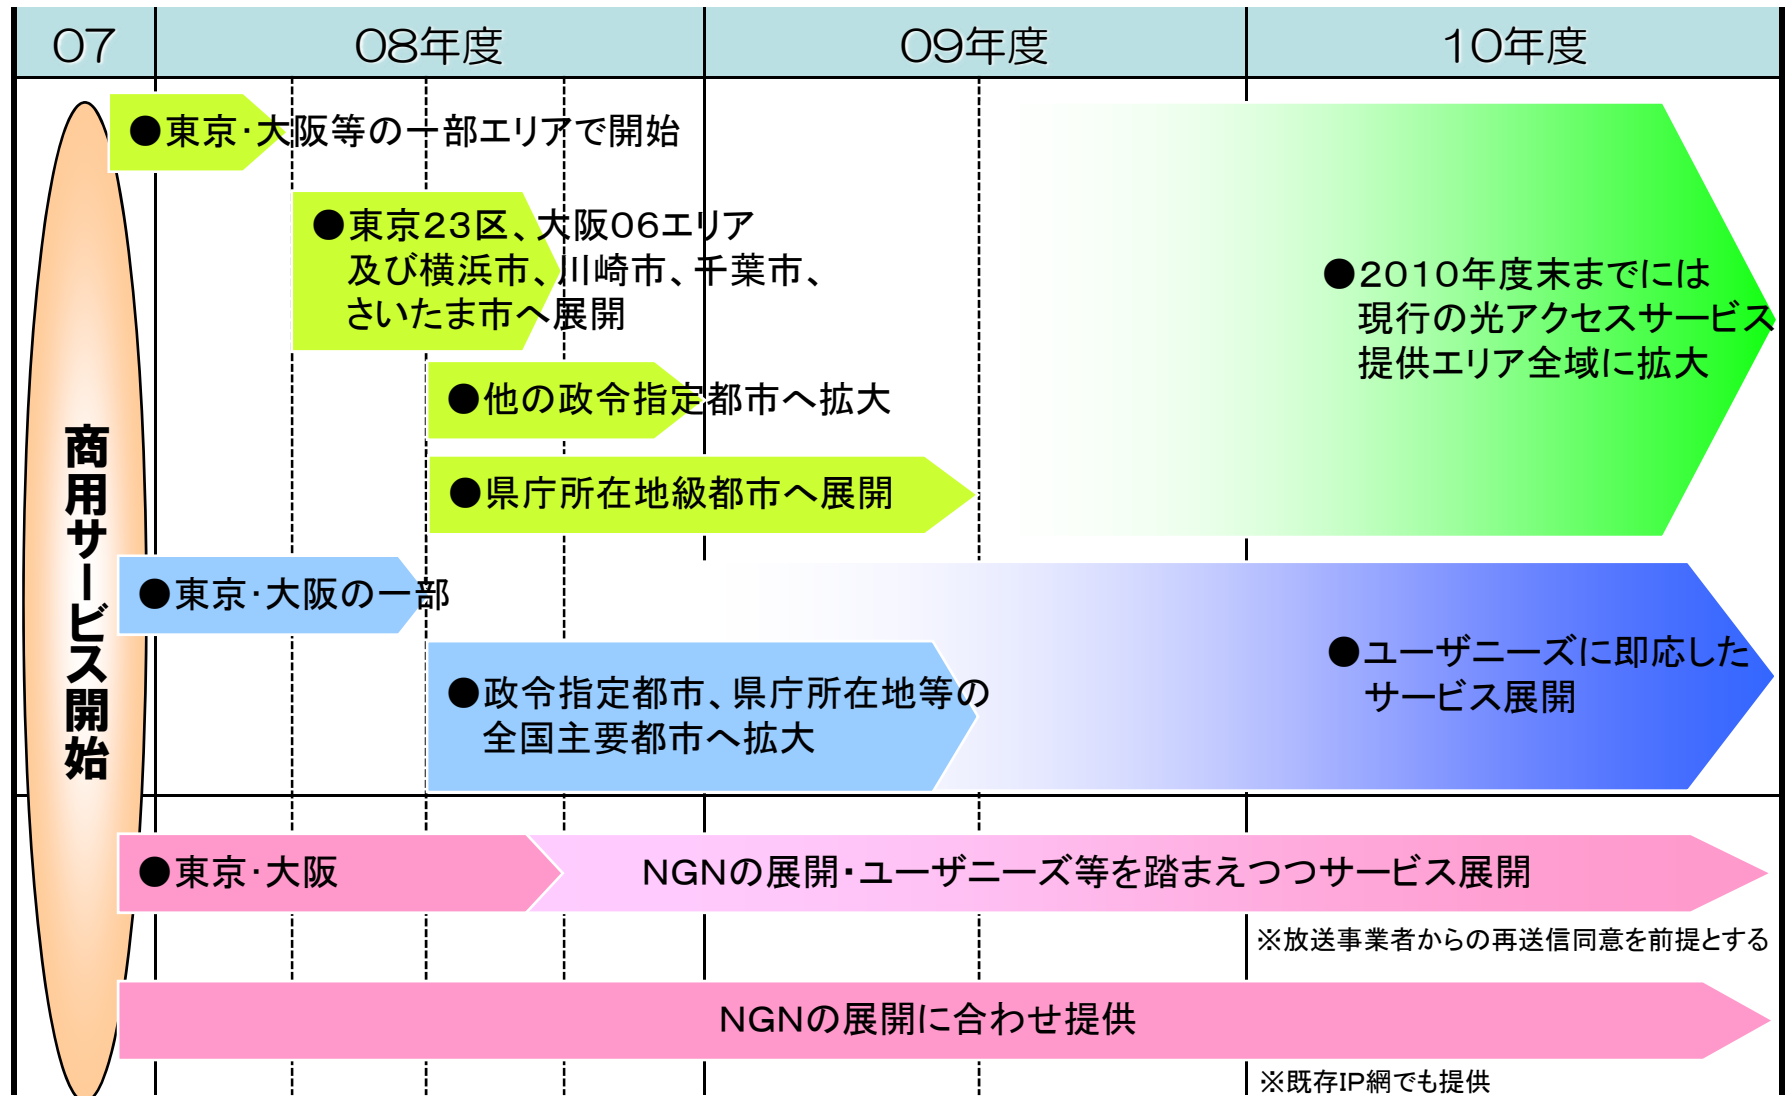 07
08年度
09年度
10年度
商用サービス開始
●東京・大阪等の一部エリアで開始
●東京23区、大阪06エリア
及び横浜市、川崎市、千葉市、
さいたま市へ展開
●他の政令指定都市へ拡大
●県庁所在地級都市へ展開
●2010年度末までには
現行の光アクセスサービス
提供エリア全域に拡大
●東京・大阪の一部
●政令指定都市、県庁所在地等の
全国主要都市へ拡大
●ユーザニーズに即応した
サービス展開
●東京・大阪
NGNの展開・ユーザニーズ等を踏まえつつサービス展開
※放送事業者からの再送信同意を前提とする
NGNの展開に合わせ提供
※既存IP網でも提供